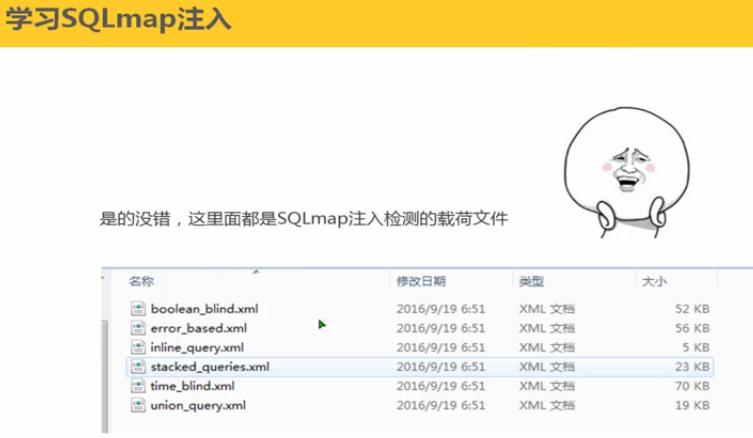 学习SQLmap注入
是的没错，这里面都是SQLmap注入检测的载荷文件
名称 修改日期 类型 大小
boolean_blind.xml 2016/9/19 6:51 XML 文档 52 KB
error_based.xml 2016/9/19 6:51 XML 文档 56 KB
inline_query.xml 2016/9/19 6:51 XML 文档 5 KB
stacked_queries.xml 2016/9/19 6:51 XML 文档 23 KB
time_blind.xml 2016/9/19 6:51 XML 文档 70 KB
union_query.xml 2016/9/19 6:51 XML 文档 19 KB